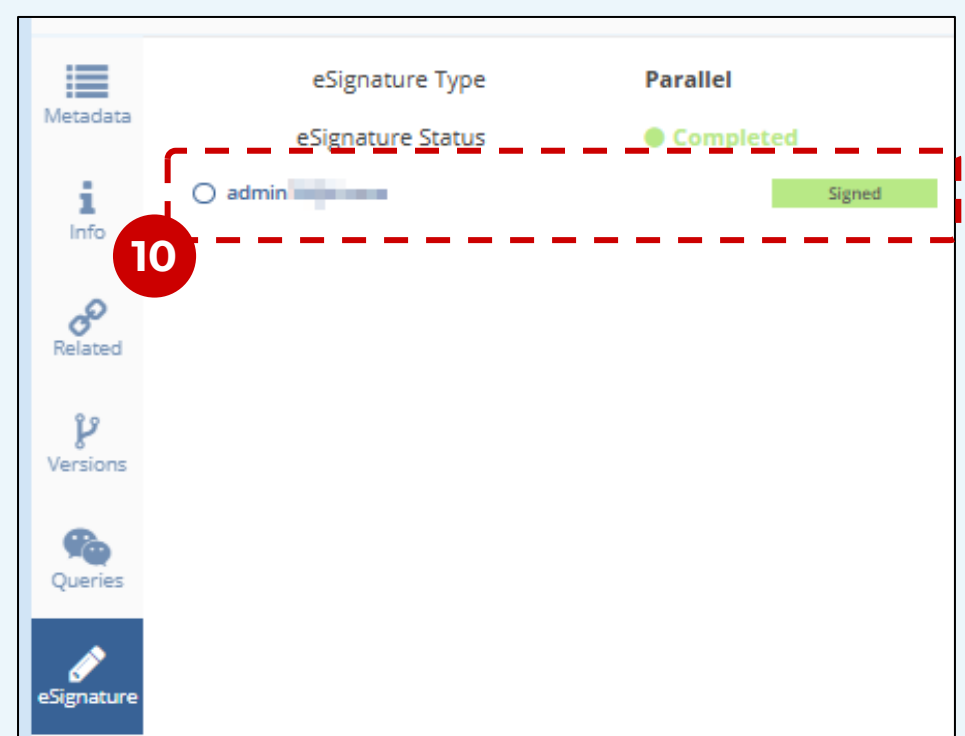 Metadata
Info
Related
Versions
Queries
eSignature
eSignature Type Parallel
eSignature Status Completed
admin
Signed
10